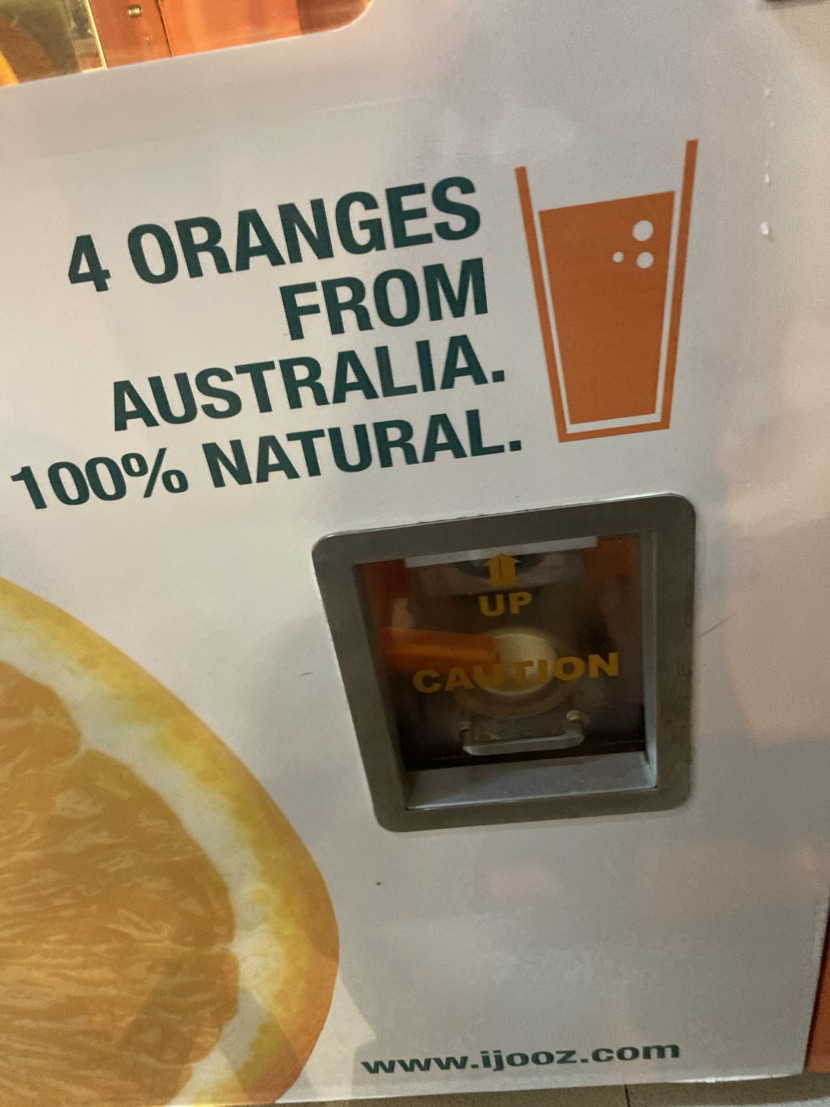 4 ORANGES
FROM
AUSTRALIA.
100% NATURAL.
UP
CAUTION
www.ijooz.com